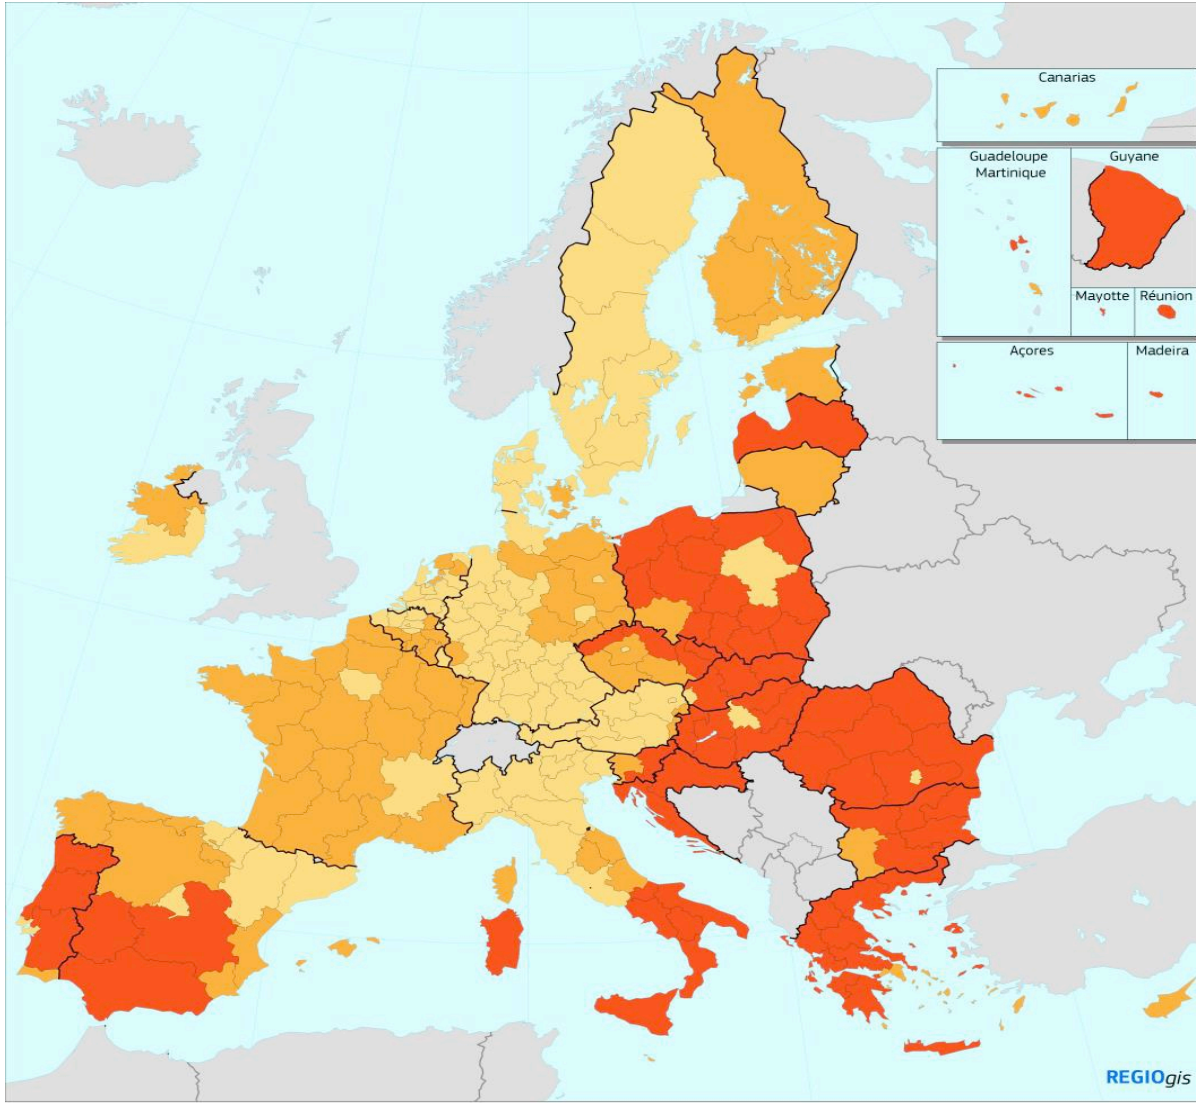 Canarias
Guadeloupe
Martinique
Guyane
Mayotte
Réunion
Açores
Madeira
REGIOgis